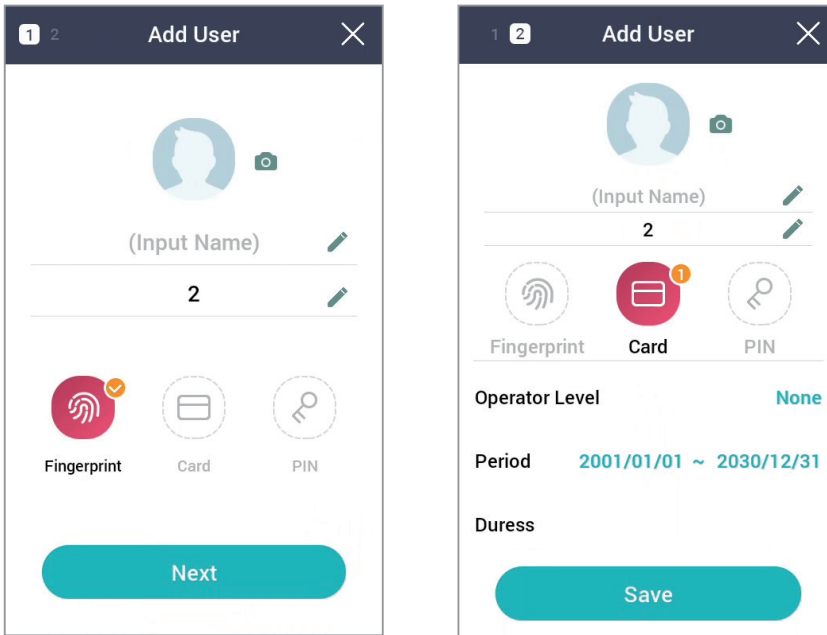 1 2 Add User
(Input Name)
2
Fingerprint Card PIN
Next
1 2 Add User
(Input Name)
2
1
Fingerprint Card PIN
Operator Level None
Period 2001/01/01 ~ 2030/12/31
Duress
Save